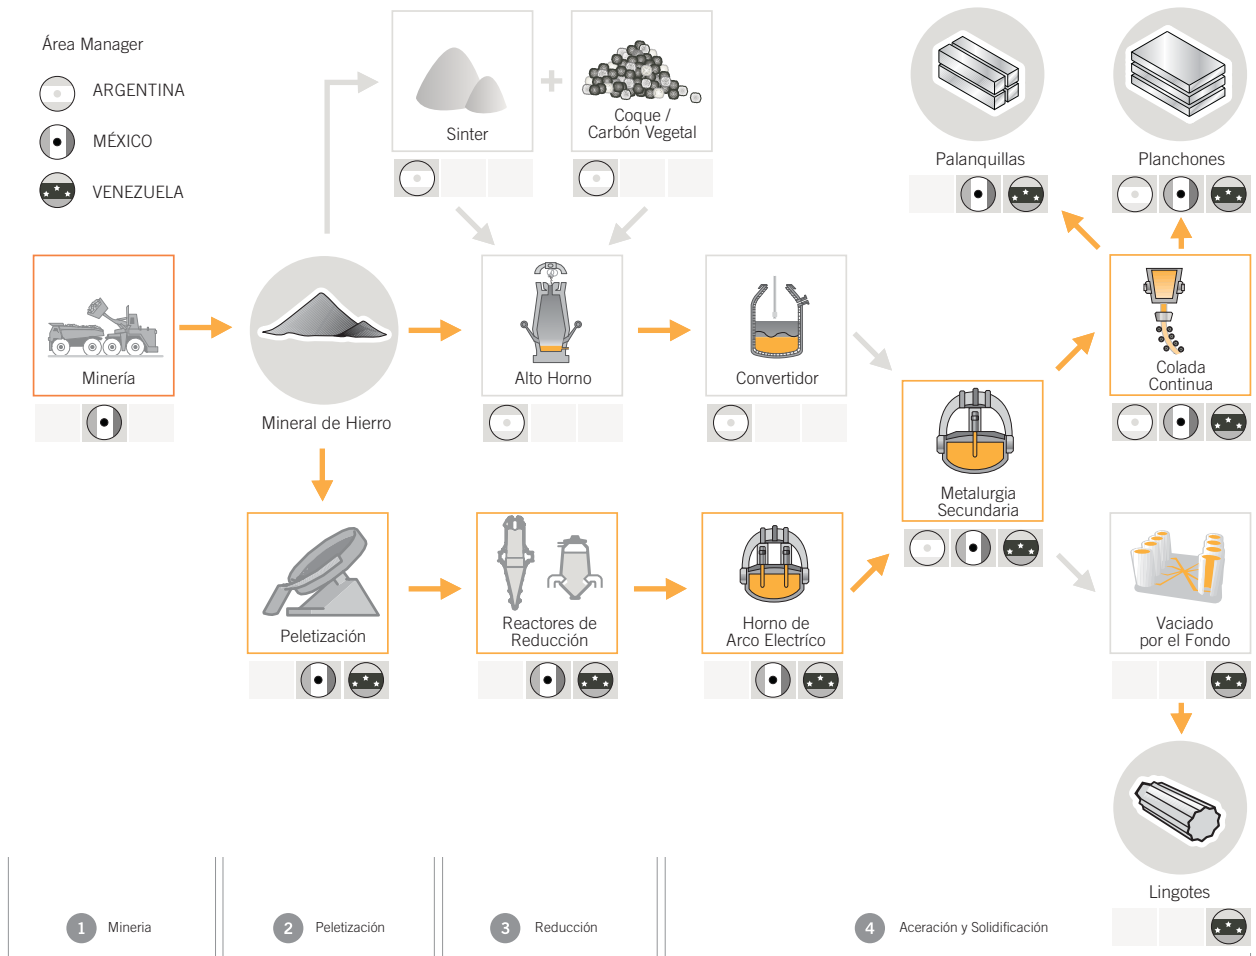 Área Manager
ARGENTINA
MÉXICO
VENEZUELA
Sinter
Coque /
Carbón Vegetal
Palanquillas
Planchones
Minería
Mineral de Hierro
Alto Horno
Convertidor
Colada
Continua
Metalurgia
Secundaria
Peletización
Reactores de
Reducción
Horno de
Arco Electríco
Vaciado
por el Fondo
Lingotes
1 Mineria
2 Peletización
3 Reducción
4 Aceración y Solidificación